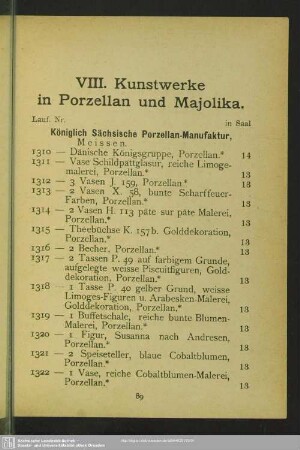 VIII. Kunstwerke
in Porzellan und Majolika.
Lauf. Nr. in Saal
Königlich Sächsische Porzellan-Manufaktur,
Meissen.
1310 — Dänische Königsgruppe, Porzellan.* 14
1311 — Vase Schildpattglasur, reiche Limoge-
malerei, Porzellan.* 13
1312 — 3 Vasen J. 159, Porzellan.* 13
1313 — 2 Vasen X. 58, bunte Scharffeuer-
Farben, Porzellan.* 13
1314 — 2 Vasen H. 113 pâte sur pâte Malerei,
Porzellan.* 13
1315 — Theebüchse K. 157b. Golddekoration,
Porzellan.* 13
1316 — 2 Becher, Porzellan.* 13
1317 — 2 Tassen P. 49 auf farbigem Grunde,
aufgelegte weisse Piscuitfiguren, Gold-
dekoration. Porzellan.* 13
1318 — 1 Tasse P. 40 gelber Grund, weisse
Limoges-Figuren u. Arabesken-Malerei,
Golddekoration, Porzellan.* 13
1319 — 1 Buffetschale, reiche bunte Blumen-
Malerei, Porzellan.* 13
1320 — 1 Figur, Susanna nach Andresen,
Porzellan.* 13
1321 — 2 Speiseteller, blaue Cobaltblumen,
Porzellan.* 13
1322 — 1 Vase, reiche Cobaltblumen-Malerei,
Porzellan.* 13
89